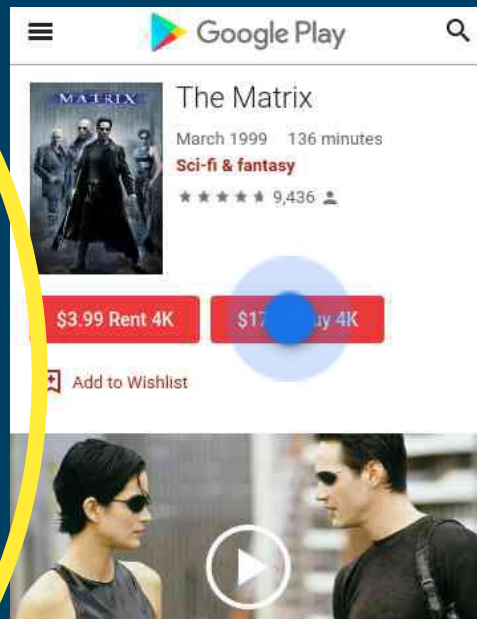 Google Play
MATRIX
The Matrix
March 1999 136 minutes
Sci-fi & fantasy
9,436
$3.99 Rent 4K
4K
Add to Wishlist